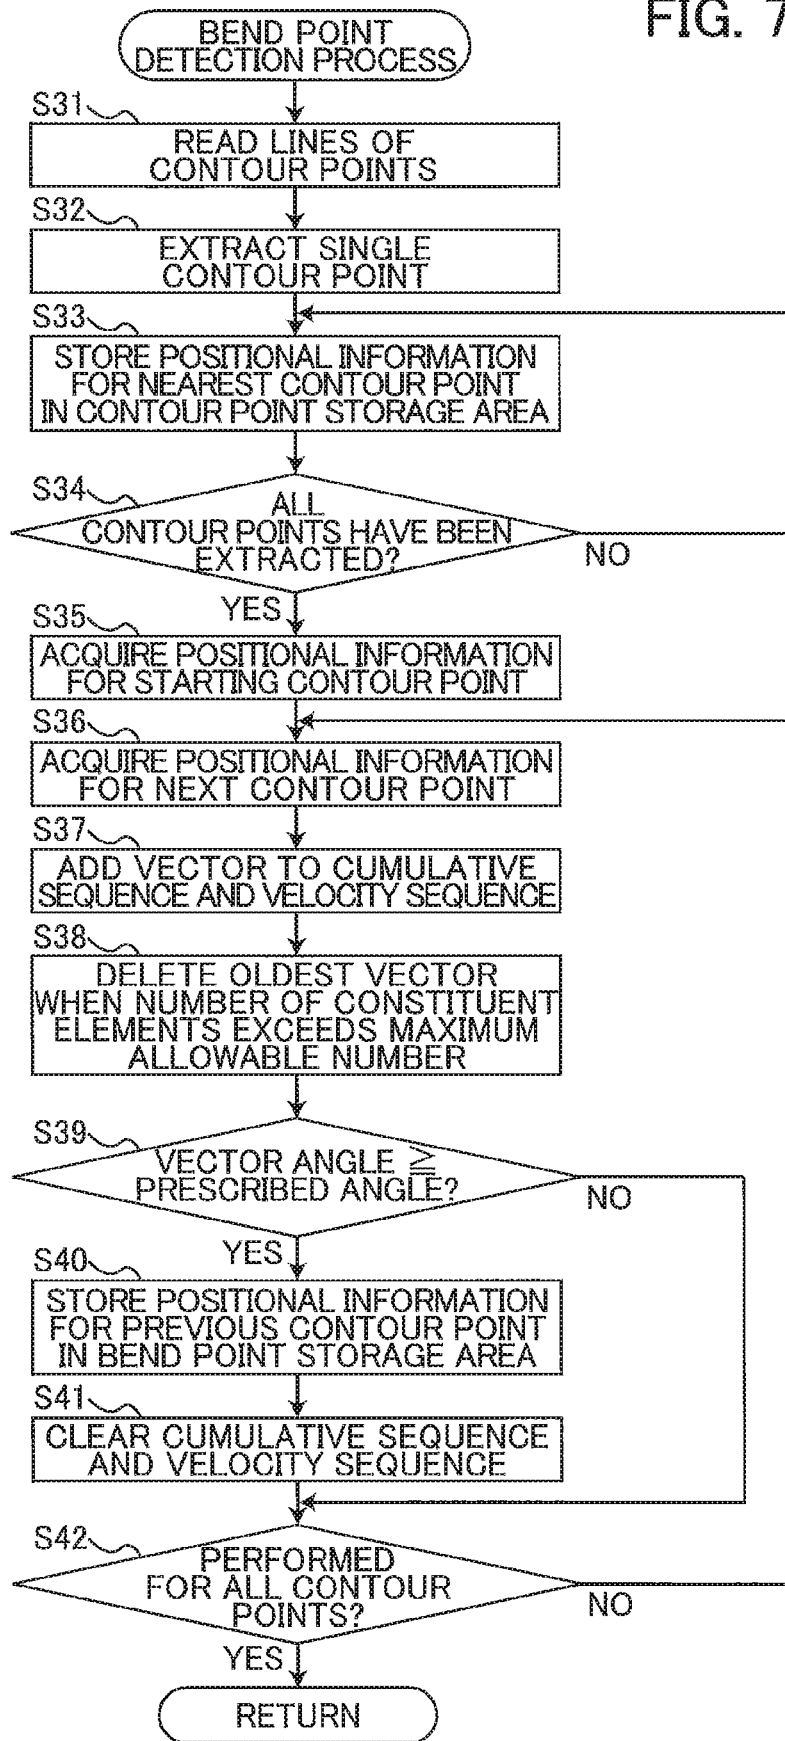 FIG. 7
BEND POINT
DETECTION PROCESS
S31
READ LINES OF
CONTOUR POINTS
S32
EXTRACT SINGLE
CONTOUR POINT
S33
STORE POSITIONAL INFORMATION
FOR NEAREST CONTOUR POINT
IN CONTOUR POINT STORAGE AREA
S34
ALL
CONTOUR POINTS HAVE BEEN
EXTRACTED?
NO
YES
S35
ACQUIRE POSITIONAL INFORMATION
FOR STARTING CONTOUR POINT
S36
ACQUIRE POSITIONAL INFORMATION
FOR NEXT CONTOUR POINT
S37
ADD VECTOR TO CUMULATIVE
SEQUENCE AND VELOCITY SEQUENCE
S38
DELETE OLDEST VECTOR
WHEN NUMBER OF CONSTITUENT
ELEMENTS EXCEEDS MAXIMUM
ALLOWABLE NUMBER
S39
VECTOR ANGLE ≧
PRESCRIBED ANGLE?
NO
YES
S40
STORE POSITIONAL INFORMATION
FOR PREVIOUS CONTOUR POINT
IN BEND POINT STORAGE AREA
S41
CLEAR CUMULATIVE SEQUENCE
AND VELOCITY SEQUENCE
S42
PERFORMED
FOR ALL CONTOUR
POINTS?
NO
YES
RETURN